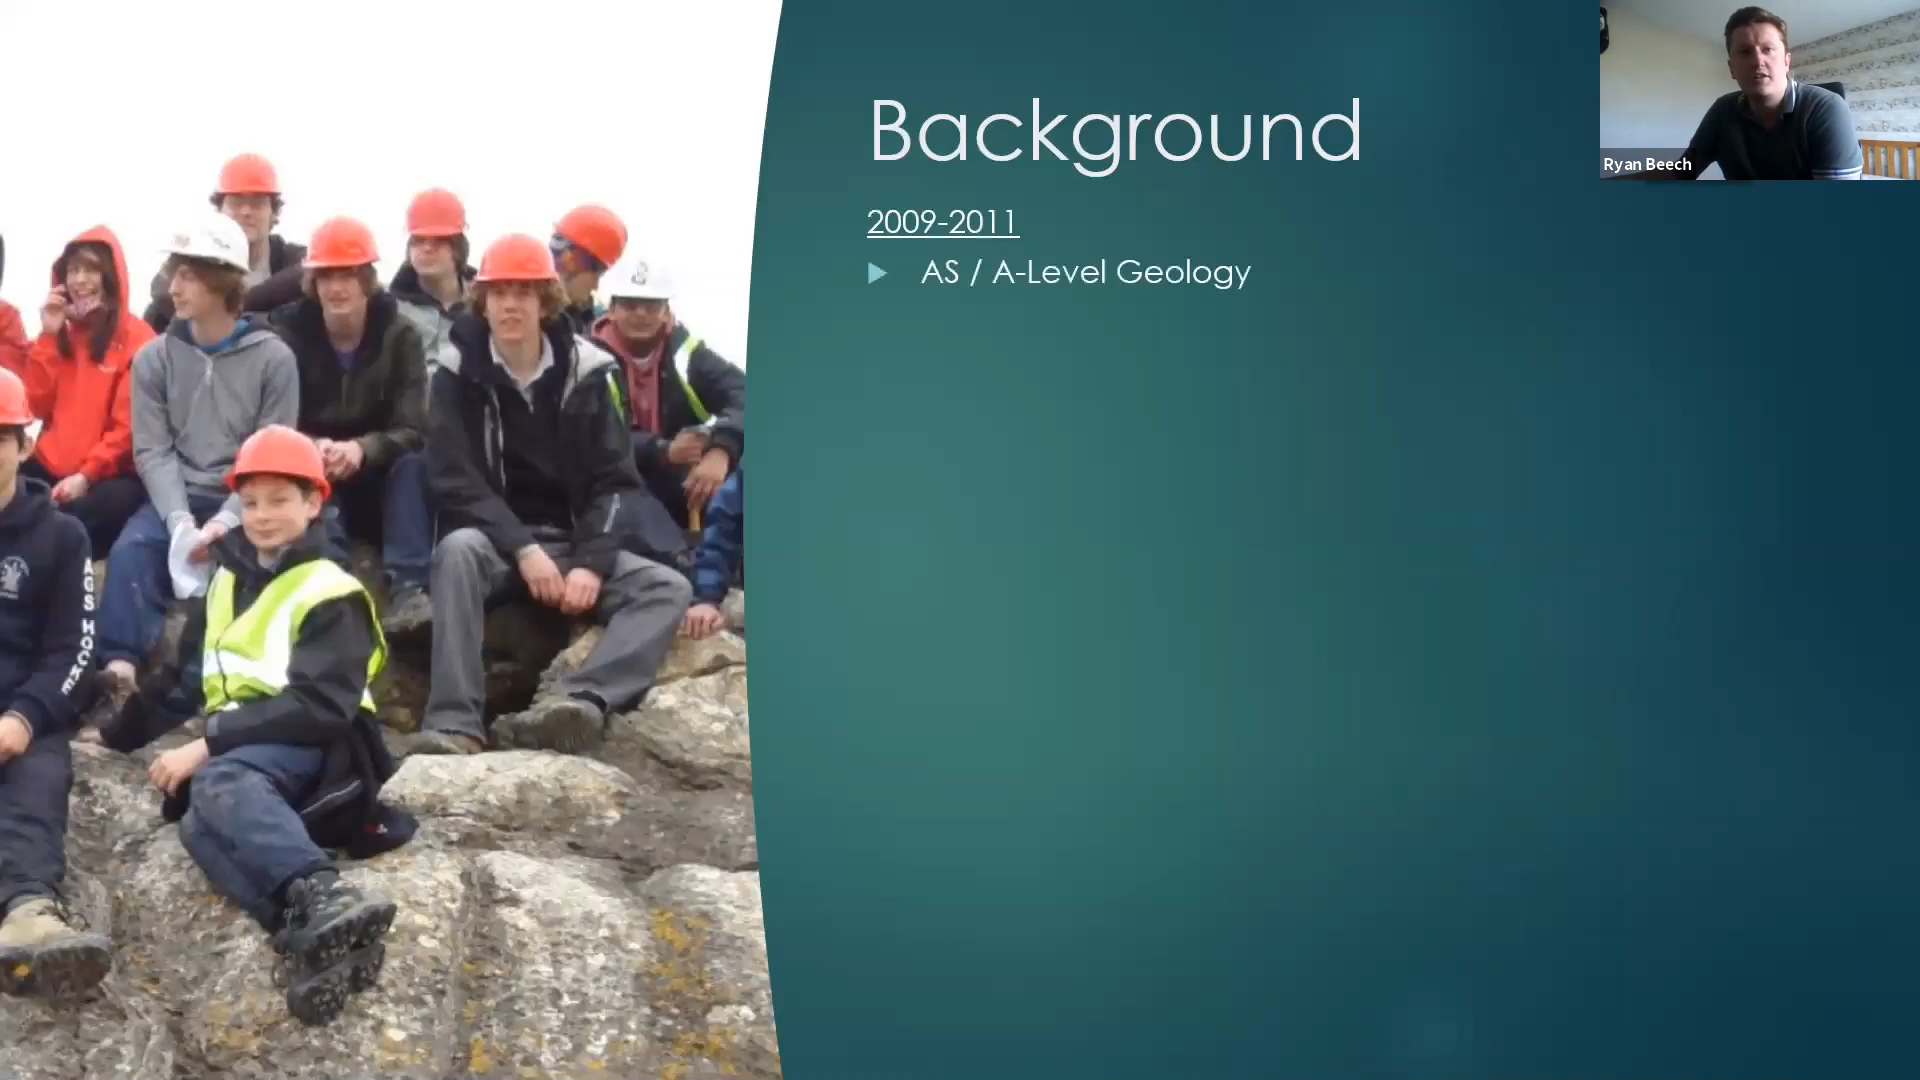 Background
Ryan Beech
2009-2011
AS / A-Level Geology
AGS HOCKE